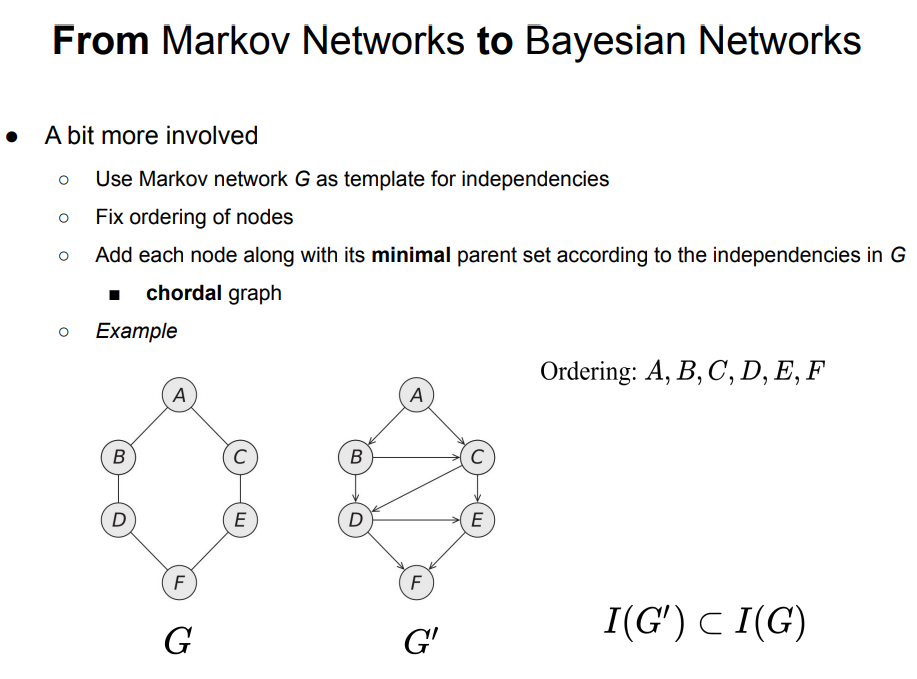 From Markov Networks to Bayesian Networks
● A bit more involved
○ Use Markov network G as template for independencies
○ Fix ordering of nodes
○ Add each node along with its minimal parent set according to the independencies in G
■ chordal graph
○ Example
Ordering: A, B, C, D, E, F
A
B C
D E
F
G
A
B C
D E
F
G′
I(G′) ⊂ I(G)